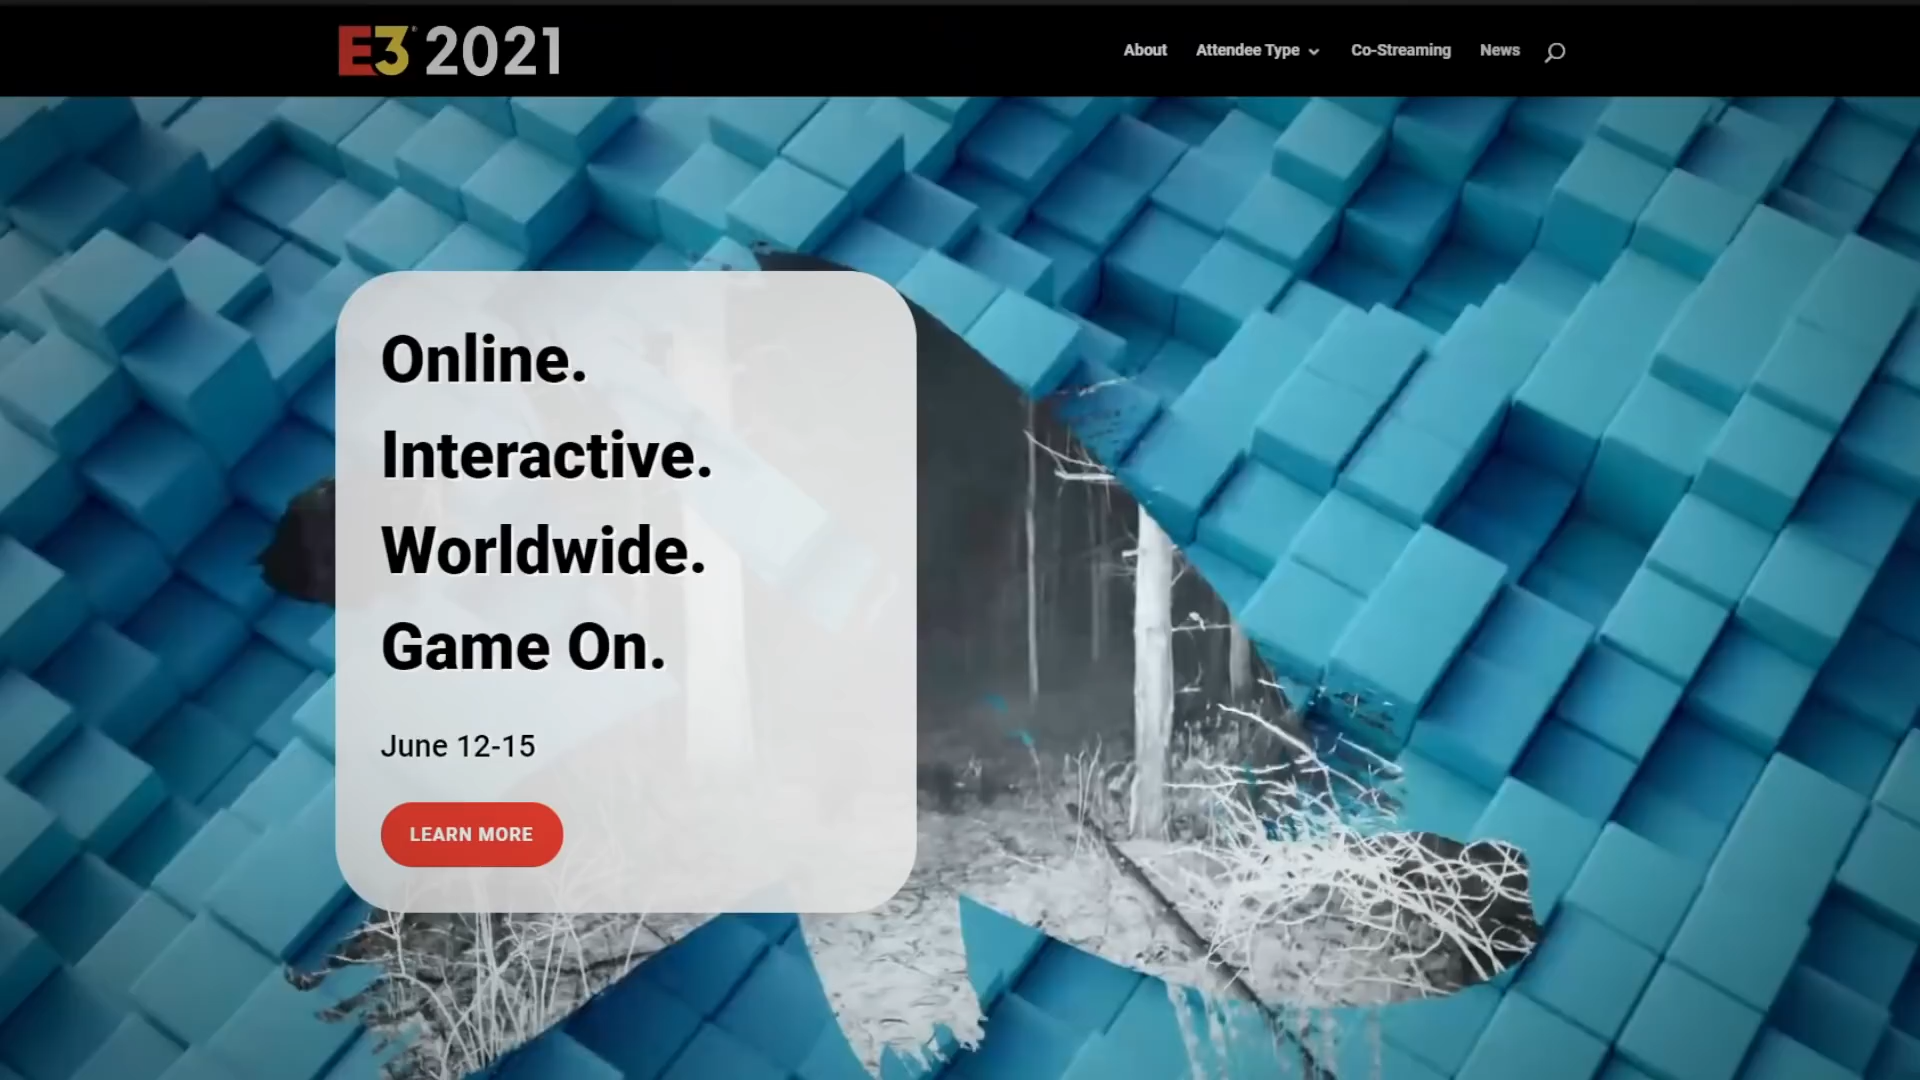 E3 2021
About
Attendee Type
Co-Streaming
News
Online.
Interactive.
Worldwide.
Game On.
June 12-15
LEARN MORE